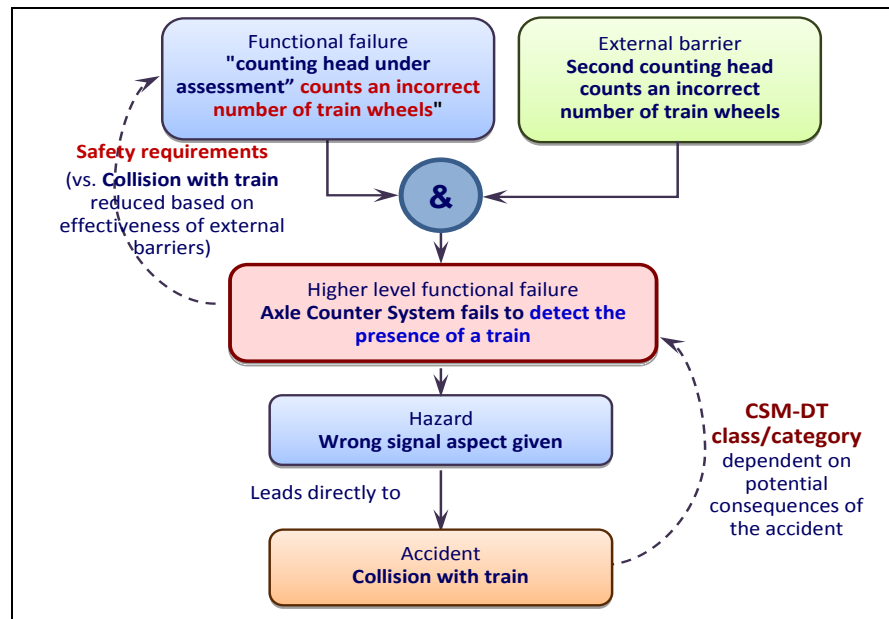 Functional failure
"counting head under
assessment” counts an incorrect
number of train wheels"
External barrier
Second counting head
counts an incorrect
number of train wheels
Safety requirements
(vs. Collision with train
reduced based on
effectiveness of external
barriers)
&
Higher level functional failure
Axle Counter System fails to detect the
presence of a train
Hazard
Wrong signal aspect given
CSM-DT
class/category
dependent on
potential
consequences of
the accident
Leads directly to
Accident
Collision with train